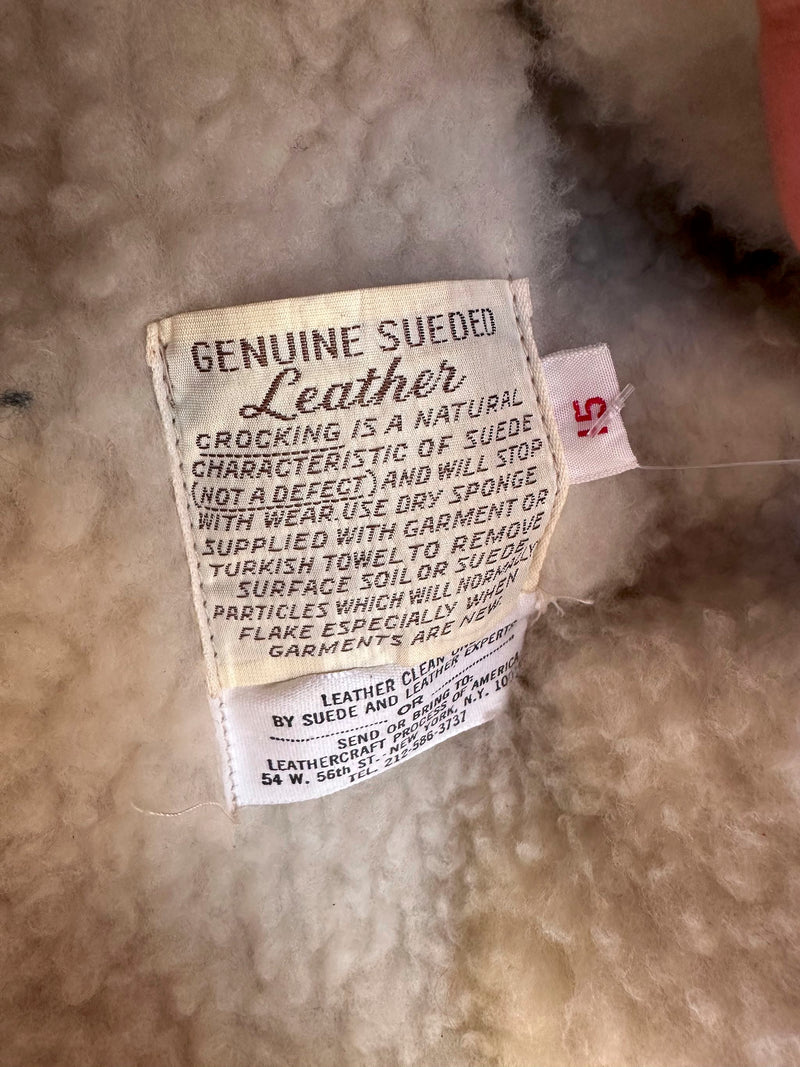 GENUINE SUEDED
Leather
CROCKING IS A NATURAL
CHARACTERISTIC OF SUEDE
(NOT A DEFECT) AND WILL STOP
WITH WEAR. USE DRY SPONGE
SUPPLIED WITH GARMENT OR
TURKISH TOWEL TO REMOVE
SURFACE SOIL OR SUEDE
PARTICLES WHICH WILL NORMALLY
FLAKE ESPECIALLY WHEN
GARMENTS ARE NEW.
15
LEATHER CLEAN
BY SUEDE AND LEATHER EXPERTS
OR
SEND OR BRING TO:
LEATHERCRAFT PROCESS OF AMERICA
54 W. 56th ST. - NEW YORK, N.Y.
TEL. 212-586-3737